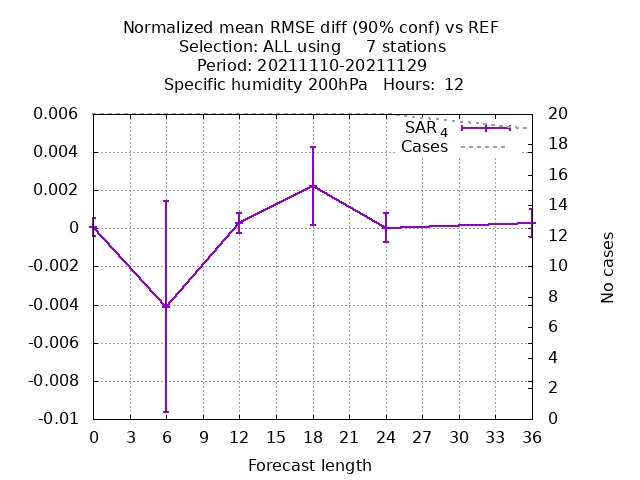 Normalized mean RMSE diff (90% conf) vs REF
Selection: ALL using     7 stations
Period: 20211110-20211129
Specific humidity 200hPa   Hours:  12
0.006
0.004
0.002
0
-0.002
-0.004
-0.006
-0.008
-0.01
20
18
16
14
12
10
8
6
4
2
0
SAR 4
Cases
No cases
0 3 6 9 12 15 18 21 24 27 30 33 36
Forecast length